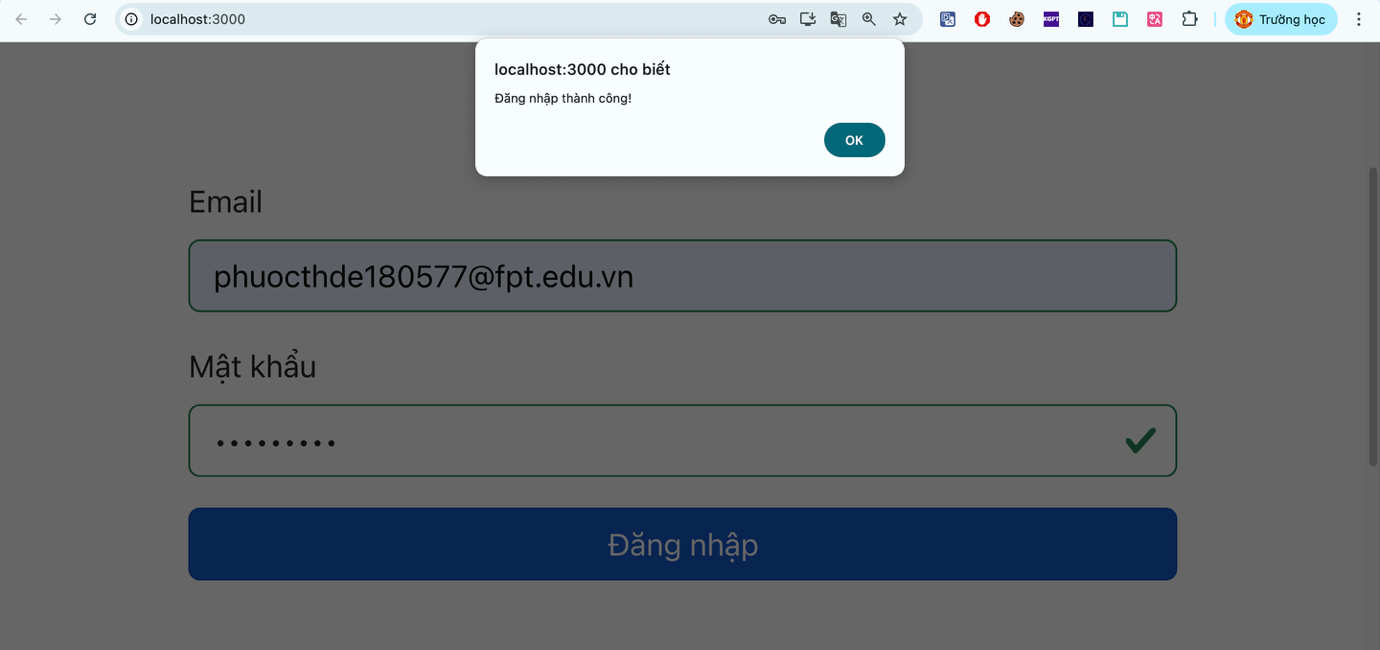 localhost:3000
KGPT
Trường học
localhost:3000 cho biết
Đăng nhập thành công!
OK
Email
phuocthde180577@fpt.edu.vn
Mật khẩu
•••••••••
Đăng nhập